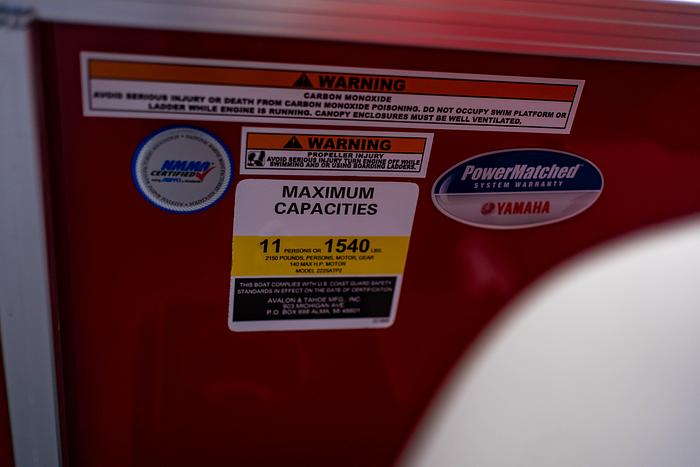 WARNING
CARBON MONOXIDE
AVOID SERIOUS INJURY OR DEATH FROM CARBON MONOXIDE POISONING. DO NOT OCCUPY SWIM PLATFORM OR
LADDER WHILE ENGINE IS RUNNING. CANOPY ENCLOSURES MUST BE WELL VENTILATED.
NMMA
CERTIFIED
WARNING
PROPELLER INJURY
AVOID SERIOUS INJURY TURN ENGINE OFF WHILE
SWIMMING AND OR USING BOARDING LADDERS.
PowerMatched
SYSTEM WARRANTY
YAMAHA
MAXIMUM
CAPACITIES
11 PERSONS OR 1540 LBS.
2150 POUNDS, PERSONS, MOTOR, GEAR
140 MAX H.P. MOTOR
MODEL 2225ATP2
THIS BOAT COMPLIES WITH U.S. COAST GUARD SAFETY
STANDARDS IN EFFECT ON THE DATE OF CERTIFICATION
AVALON & TAHOE MFG., INC.
903 MICHIGAN AVE.
P.O. BOX 698 ALMA, MI 48801